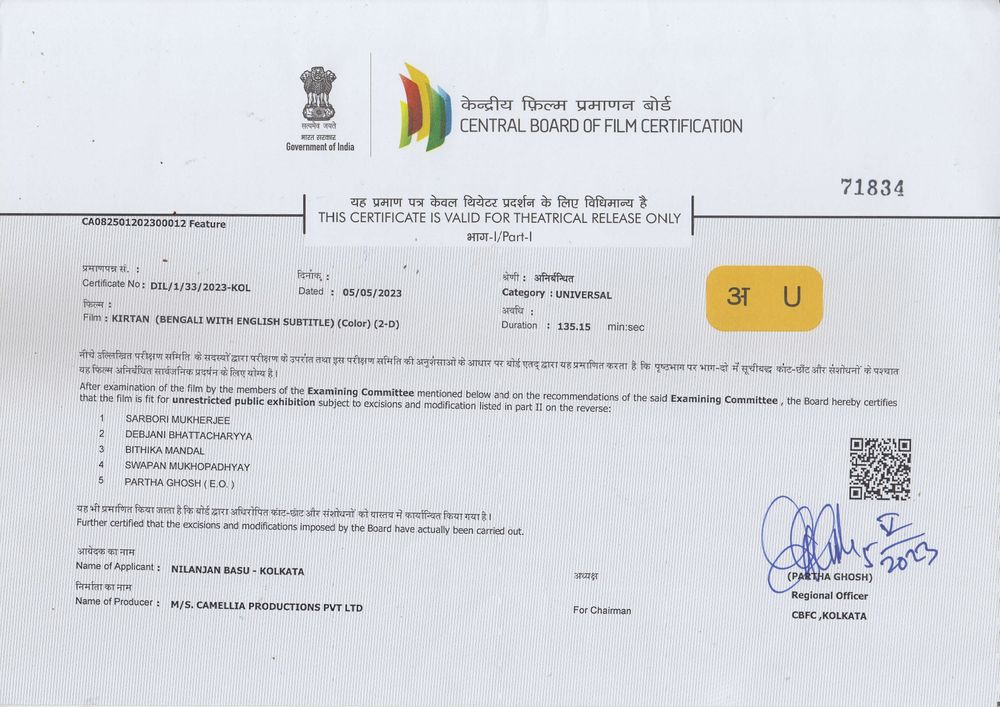 केन्द्रीय फ़िल्म प्रमाणन बोर्ड
CENTRAL BOARD OF FILM CERTIFICATION
सत्यमेव जयते
भारत सरकार
Government of India
71834
यह प्रमाण पत्र केवल थियेटर प्रदर्शन के लिए विधिमान्य है
THIS CERTIFICATE IS VALID FOR THEATRICAL RELEASE ONLY
भाग-I/Part-I
CA082501202300012 Feature
प्रमाणपत्र सं. :
Certificate No : DIL/1/33/2023-KOL
दिनांक :
Dated : 05/05/2023
श्रेणी : अनिर्बन्धित
Category : UNIVERSAL
अवधि :
Duration : 135.15 min:sec
अ U
फिल्म :
Film : KIRTAN (BENGALI WITH ENGLISH SUBTITLE) (Color) (2-D)
नीचे उल्लिखित परीक्षण समिति के सदस्यों द्वारा परीक्षण के उपरांत तथा इस परीक्षण समिति की अनुशंसाओं के आधार पर बोर्ड एतद् द्वारा यह प्रमाणित करता है कि पृष्ठभाग पर भाग-दो में सूचीबद्ध कांट-छाँट और संशोधनों के पश्चात
यह फिल्म अनिर्बंधित सार्वजनिक प्रदर्षन के लिए योग्य है।
After examination of the film by the members of the Examining Committee mentioned below and on the recommendations of the said Examining Committee , the Board hereby certifies
that the film is fit for unrestricted public exhibition subject to excisions and modification listed in part II on the reverse:
1 SARBORI MUKHERJEE
2 DEBJANI BHATTACHARYYA
3 BITHIKA MANDAL
4 SWAPAN MUKHOPADHYAY
5 PARTHA GHOSH ( E.O. )
यह भी प्रमाणित किया जाता है कि बोर्ड द्वारा अधिरोपित कांट-छांट और संशोधनों को वास्तव में कार्यान्वित किया गया है।
Further certified that the excisions and modifications imposed by the Board have actually been carried out.
आवेदक का नाम
Name of Applicant : NILANJAN BASU - KOLKATA
निर्माता का नाम
Name of Producer : M/S. CAMELLIA PRODUCTIONS PVT LTD
अध्यक्ष
For Chairman
5 V 2023
(PARTHA GHOSH)
Regional Officer
CBFC ,KOLKATA